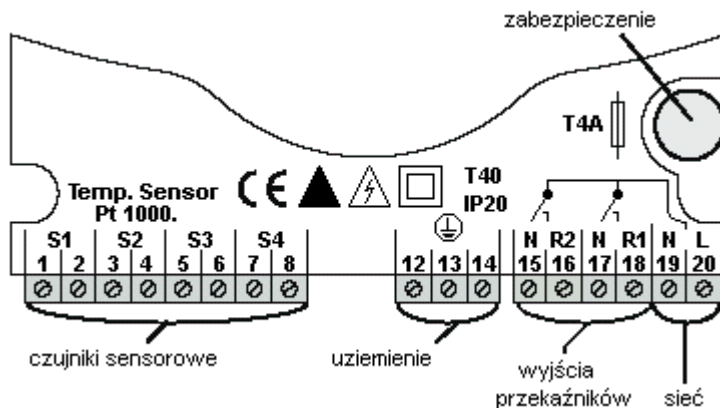 zabezpieczenie
T4A
Temp. Sensor
Pt 1000.
CE
T40
IP20
S1 S2 S3 S4
N R2 N R1 N L
1 2 3 4 5 6 7 8 12 13 14 15 16 17 18 19 20
czujniki sensorowe
uziemienie
wyjścia
przekaźników
sieć